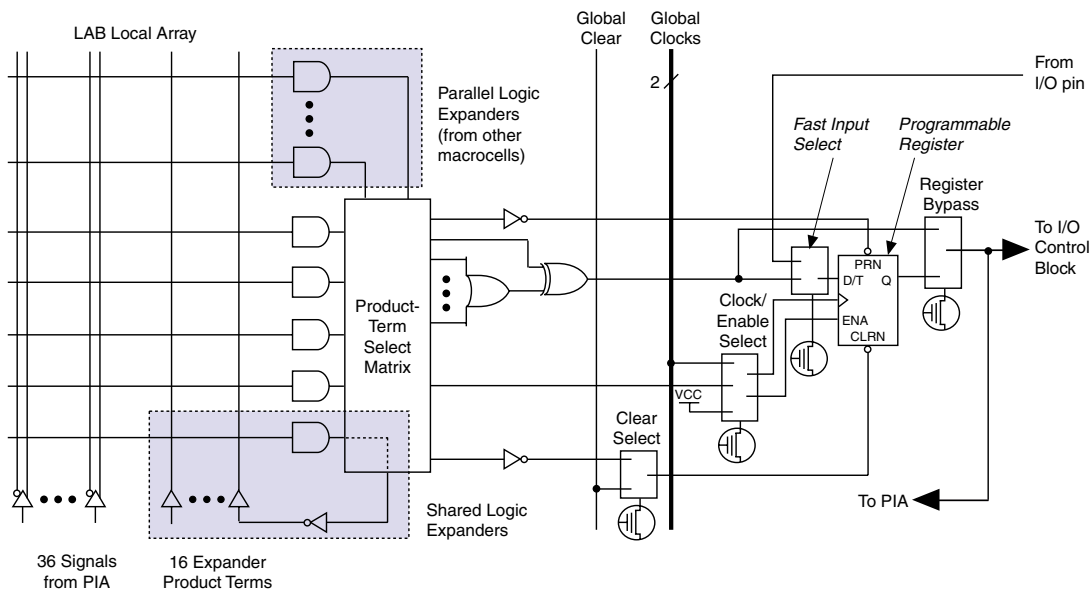 LAB Local Array
Global
Clear
Global
Clocks
2
From
I/O pin
Parallel Logic
Expanders
(from other
macrocells)
Fast Input
Select
Programmable
Register
Register
Bypass
To I/O
Control
Block
PRN
D/T
Q
ENA
CLRN
Clock/
Enable
Select
Product-
Term
Select
Matrix
VCC
Clear
Select
Shared Logic
Expanders
To PIA
36 Signals
from PIA
16 Expander
Product Terms